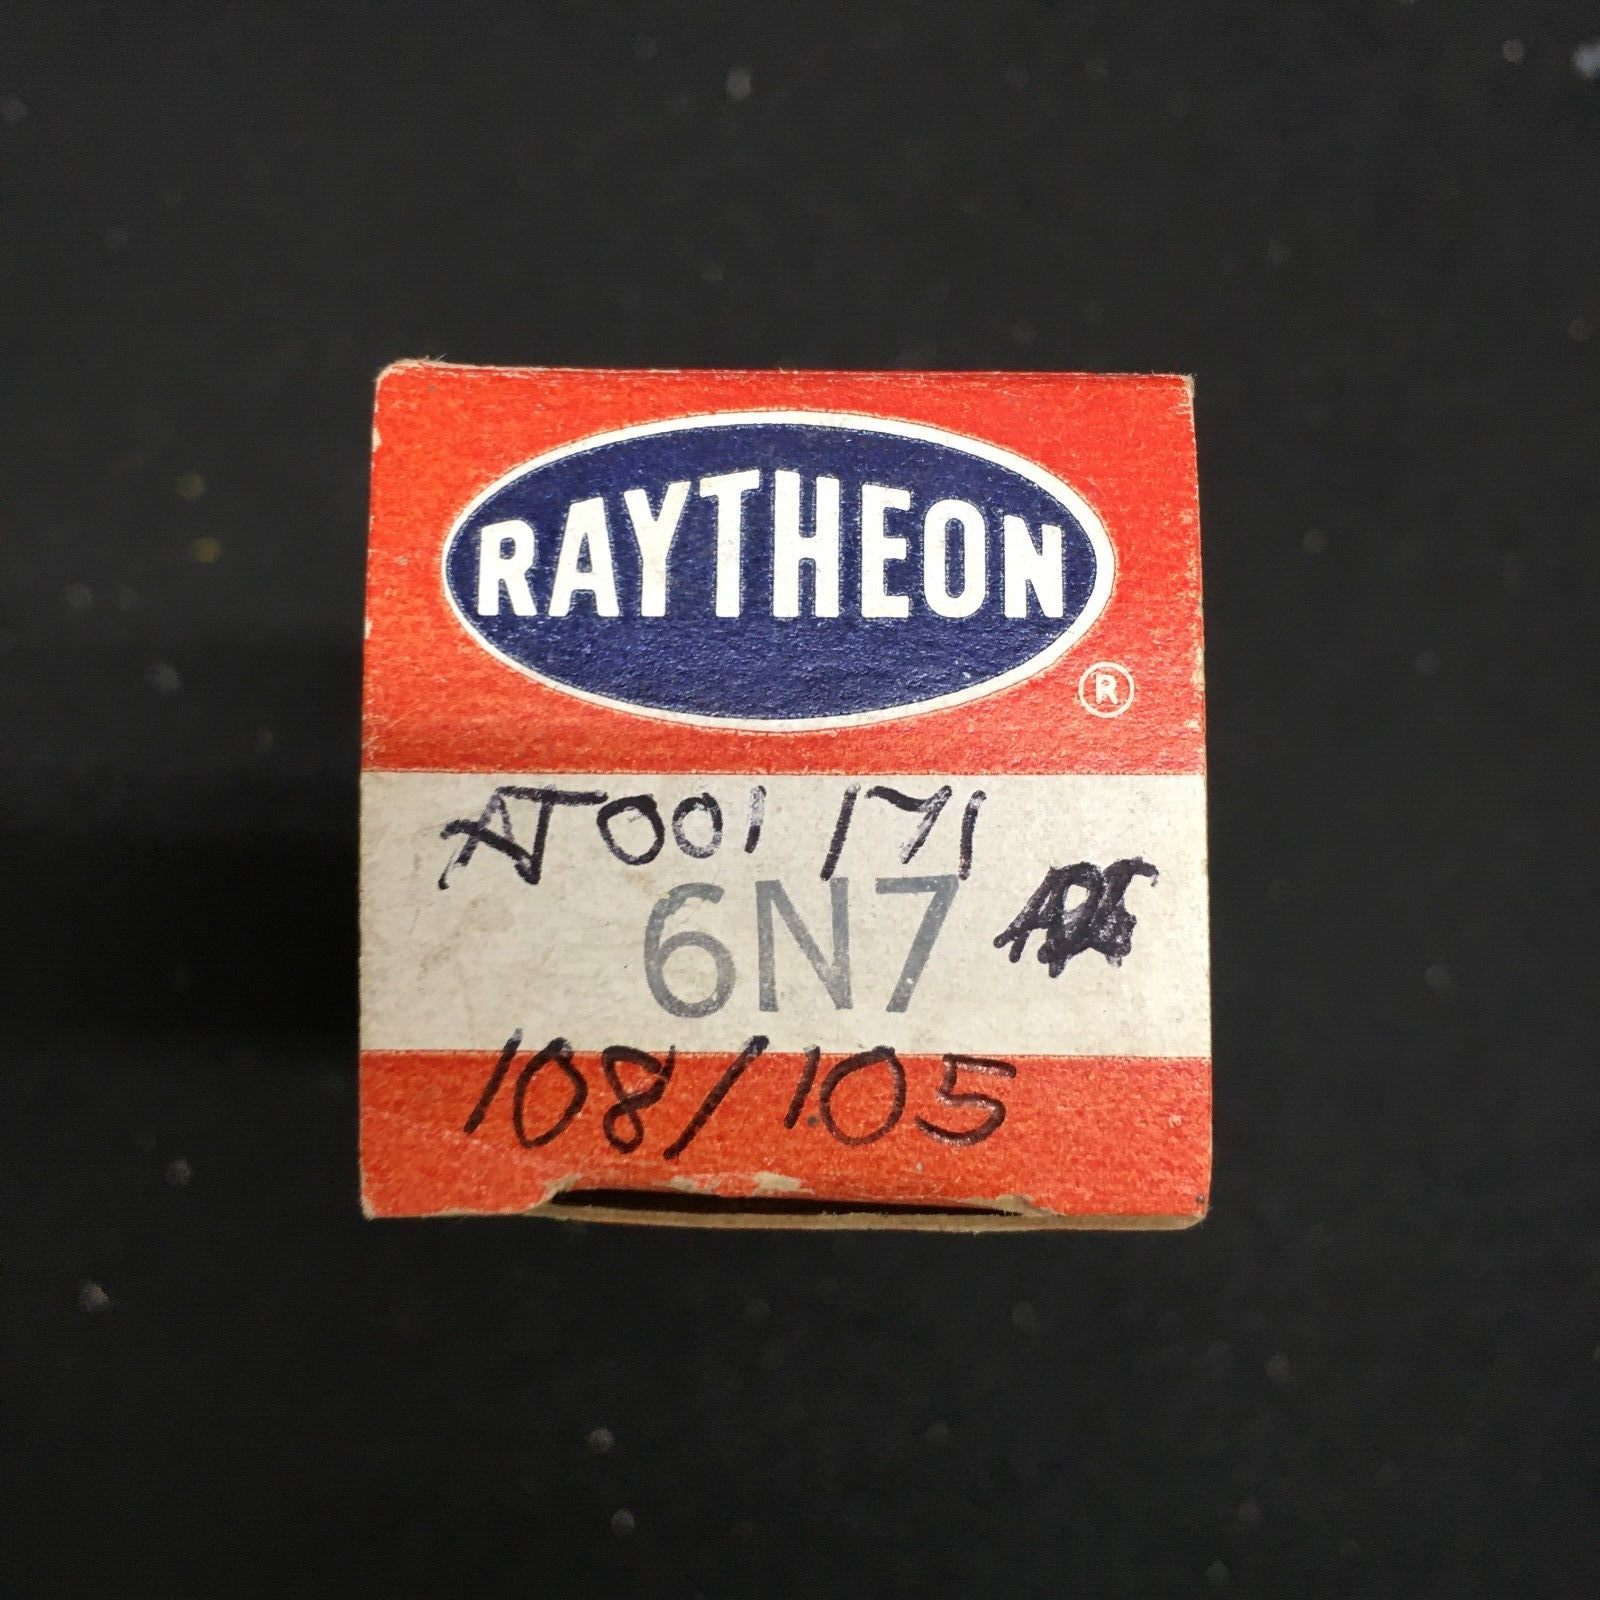 RAYTHEON
®
AT001 171
6N7
108/105